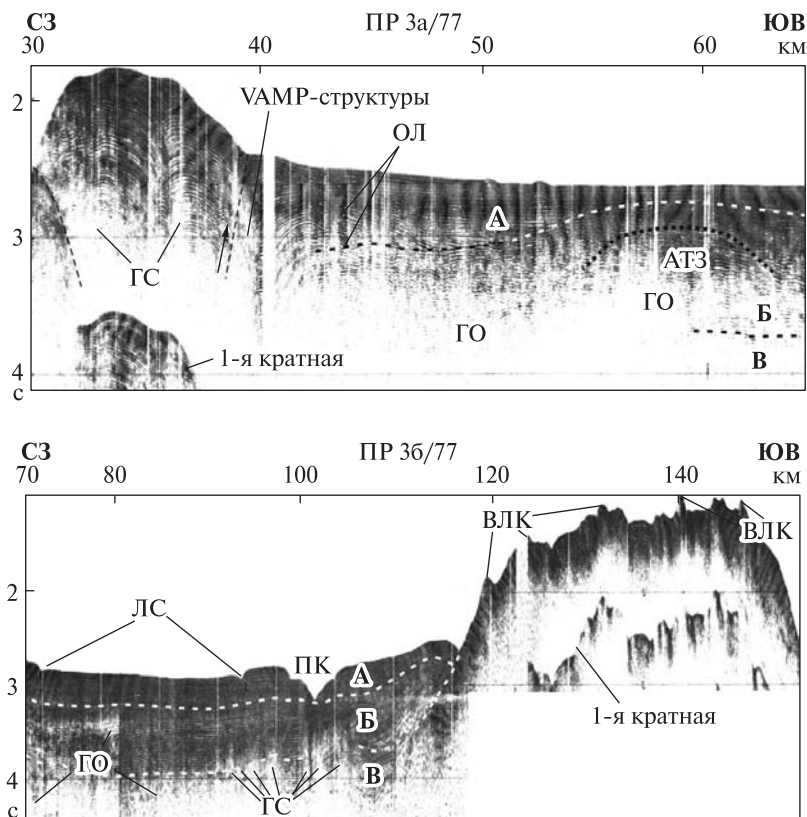 СЗ ПР 3а/77 ЮВ
30 40 50 60 км
2
VAMP-структуры
ОЛ
А
3
ГС
АТЗ
ГО
ГО
Б
1-я кратная
В
4
с
СЗ ПР 3б/77 ЮВ
70 80 100 120 140 км
ВЛК
ВЛК
2
ЛС
ПК
А
3
1-я кратная
Б
ГО
В
4
ГС
с